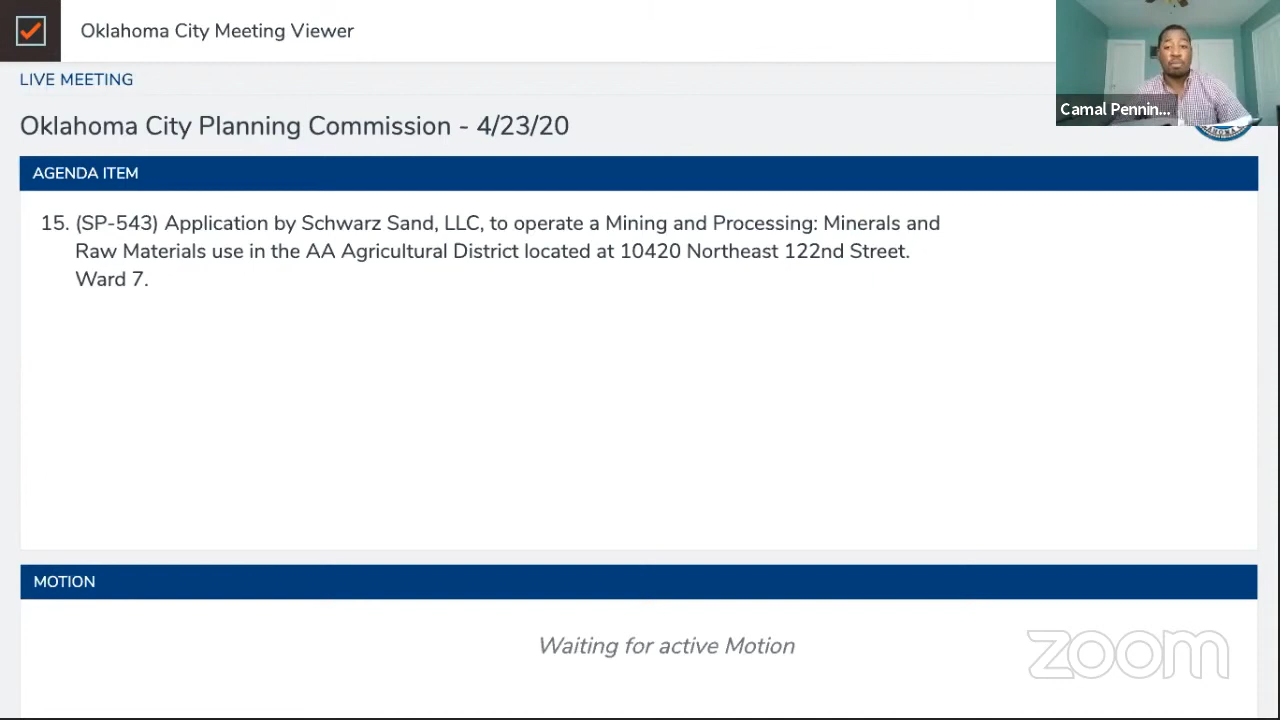 Oklahoma City Meeting Viewer
LIVE MEETING
Camal Pennin...
Oklahoma City Planning Commission - 4/23/20
AGENDA ITEM
15. (SP-543) Application by Schwarz Sand, LLC, to operate a Mining and Processing: Minerals and
Raw Materials use in the AA Agricultural District located at 10420 Northeast 122nd Street.
Ward 7.
MOTION
Waiting for active Motion
zoom